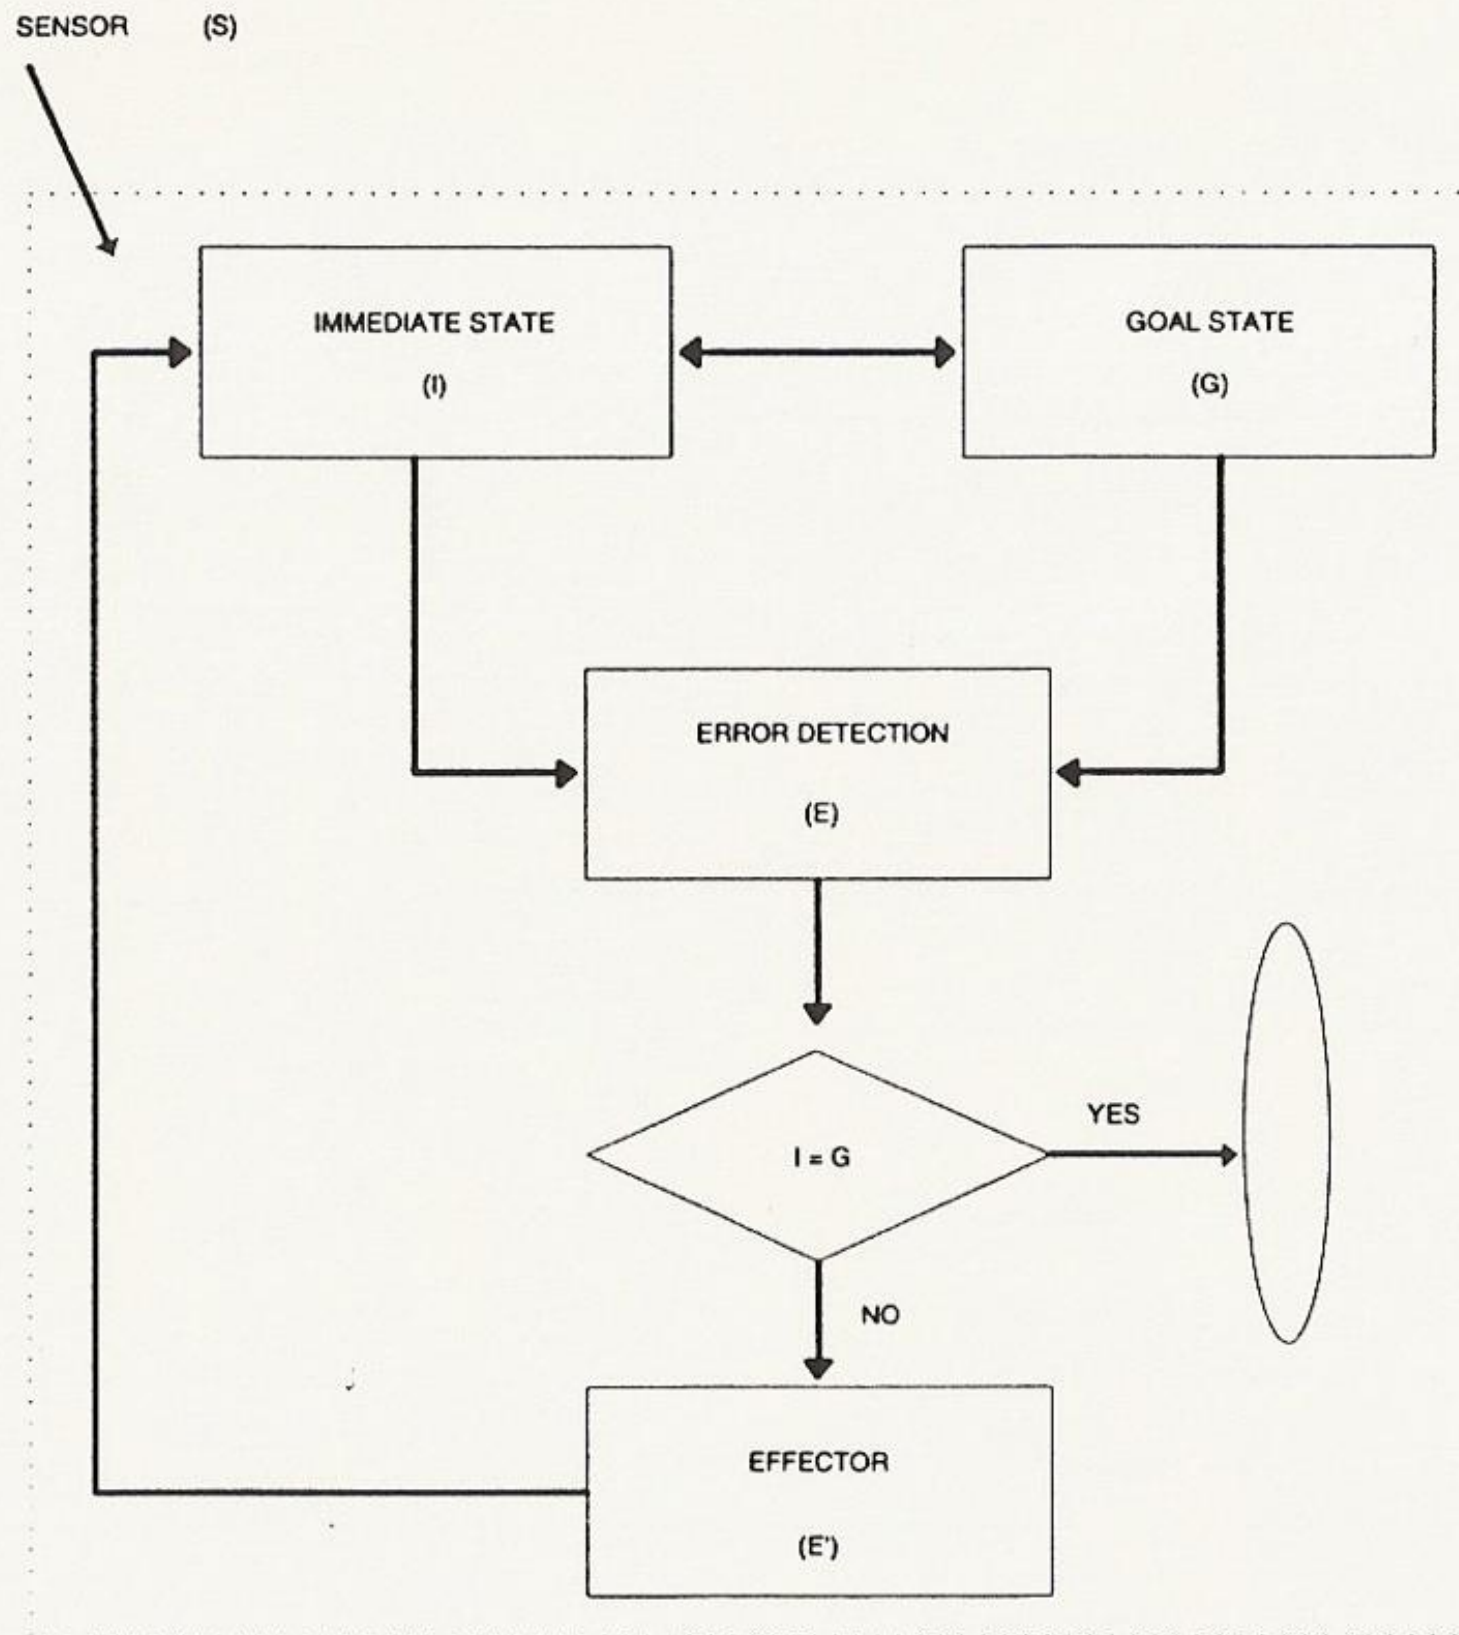 SENSOR (S)
IMMEDIATE STATE
(I)
GOAL STATE
(G)
ERROR DETECTION
(E)
I = G
YES
NO
EFFECTOR
(E')